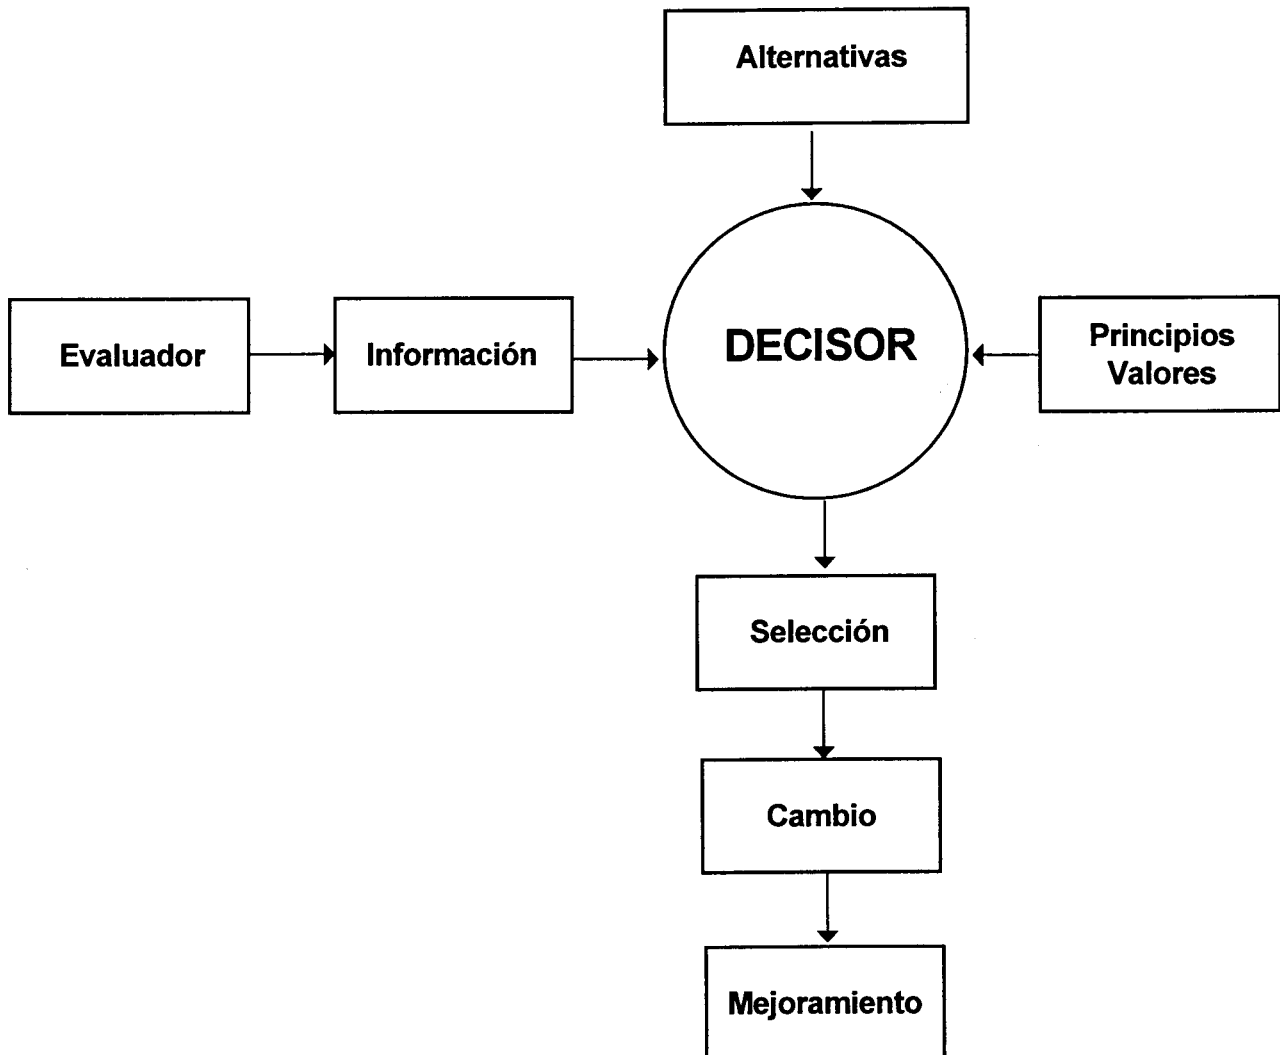 Alternativas
Evaluador
Información
DECISOR
Principios
Valores
Selección
Cambio
Mejoramiento